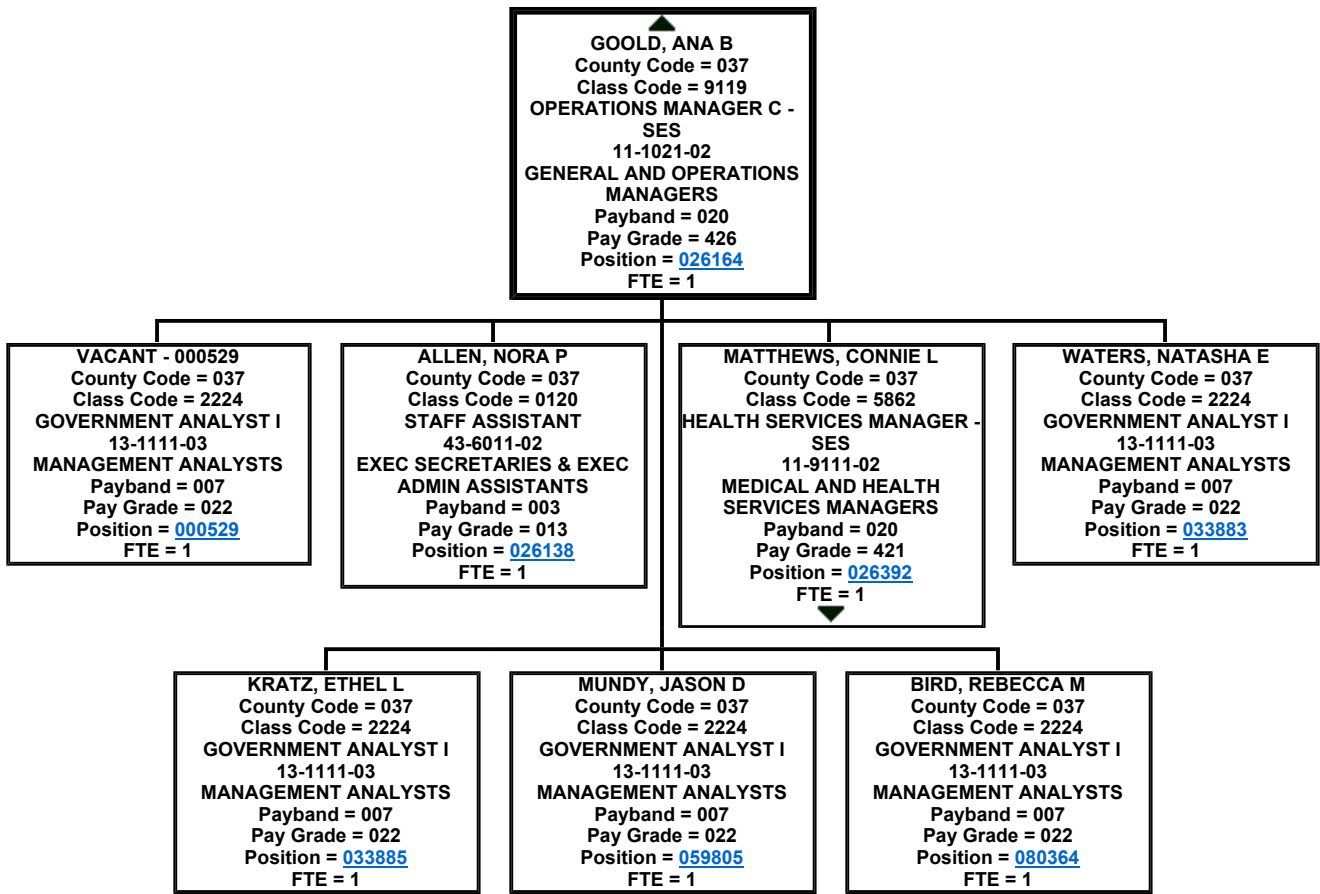 GOOLD, ANA B
County Code = 037
Class Code = 9119
OPERATIONS MANAGER C -
SES
11-1021-02
GENERAL AND OPERATIONS
MANAGERS
Payband = 020
Pay Grade = 426
Position = 026164
FTE = 1
VACANT - 000529
County Code = 037
Class Code = 2224
GOVERNMENT ANALYST I
13-1111-03
MANAGEMENT ANALYSTS
Payband = 007
Pay Grade = 022
Position = 000529
FTE = 1
ALLEN, NORA P
County Code = 037
Class Code = 0120
STAFF ASSISTANT
43-6011-02
EXEC SECRETARIES & EXEC
ADMIN ASSISTANTS
Payband = 003
Pay Grade = 013
Position = 026138
FTE = 1
MATTHEWS, CONNIE L
County Code = 037
Class Code = 5862
HEALTH SERVICES MANAGER -
SES
11-9111-02
MEDICAL AND HEALTH
SERVICES MANAGERS
Payband = 020
Pay Grade = 421
Position = 026392
FTE = 1
WATERS, NATASHA E
County Code = 037
Class Code = 2224
GOVERNMENT ANALYST I
13-1111-03
MANAGEMENT ANALYSTS
Payband = 007
Pay Grade = 022
Position = 033883
FTE = 1
KRATZ, ETHEL L
County Code = 037
Class Code = 2224
GOVERNMENT ANALYST I
13-1111-03
MANAGEMENT ANALYSTS
Payband = 007
Pay Grade = 022
Position = 033885
FTE = 1
MUNDY, JASON D
County Code = 037
Class Code = 2224
GOVERNMENT ANALYST I
13-1111-03
MANAGEMENT ANALYSTS
Payband = 007
Pay Grade = 022
Position = 059805
FTE = 1
BIRD, REBECCA M
County Code = 037
Class Code = 2224
GOVERNMENT ANALYST I
13-1111-03
MANAGEMENT ANALYSTS
Payband = 007
Pay Grade = 022
Position = 080364
FTE = 1